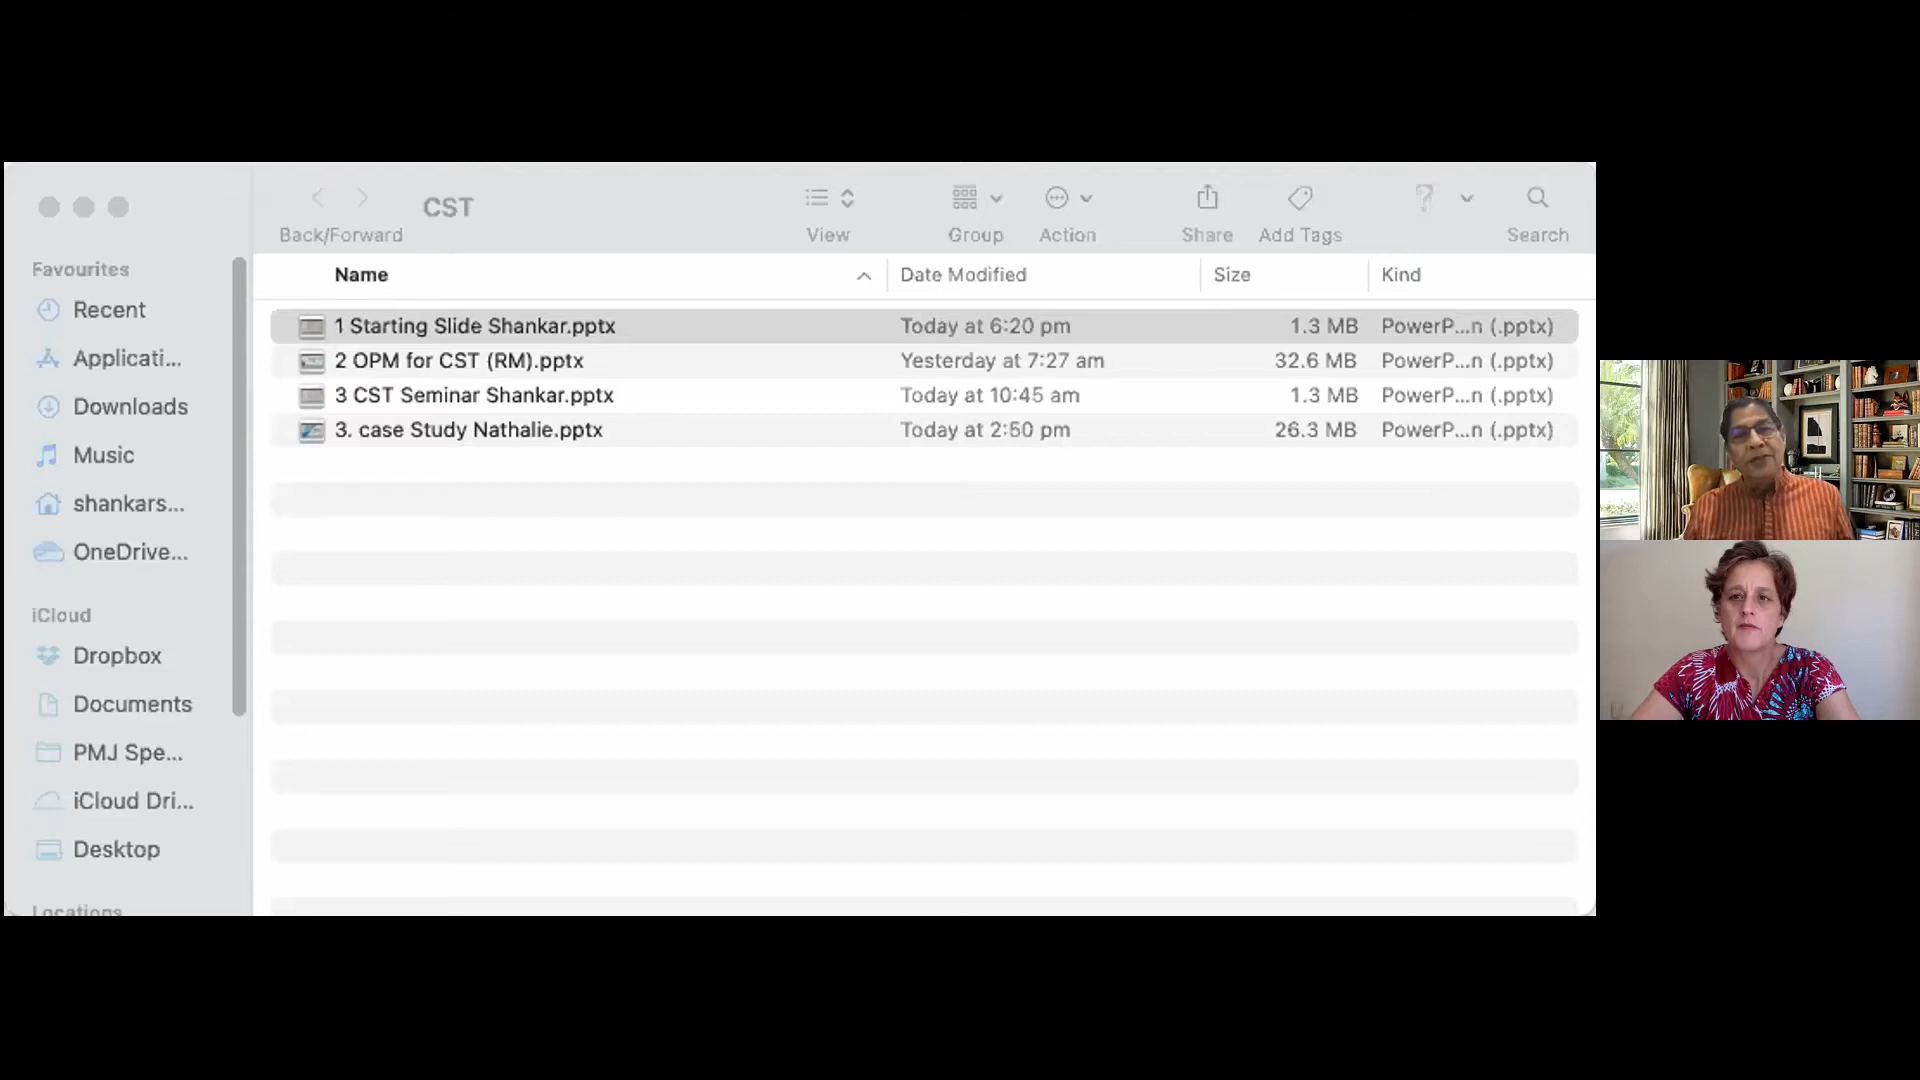 CST
Back/Forward
View
Group
Action
Share
Add Tags
Search
Favourites
Recent
Applicati...
Downloads
Music
shankars...
OneDrive...
iCloud
Dropbox
Documents
PMJ Spe...
iCloud Dri...
Desktop
Locations
Name Date Modified Size Kind
1 Starting Slide Shankar.pptx Today at 6:20 pm 1.3 MB PowerP...n (.pptx)
2 OPM for CST (RM).pptx Yesterday at 7:27 am 32.6 MB PowerP...n (.pptx)
3 CST Seminar Shankar.pptx Today at 10:45 am 1.3 MB PowerP...n (.pptx)
3. case Study Nathalie.pptx Today at 2:50 pm 26.3 MB PowerP...n (.pptx)